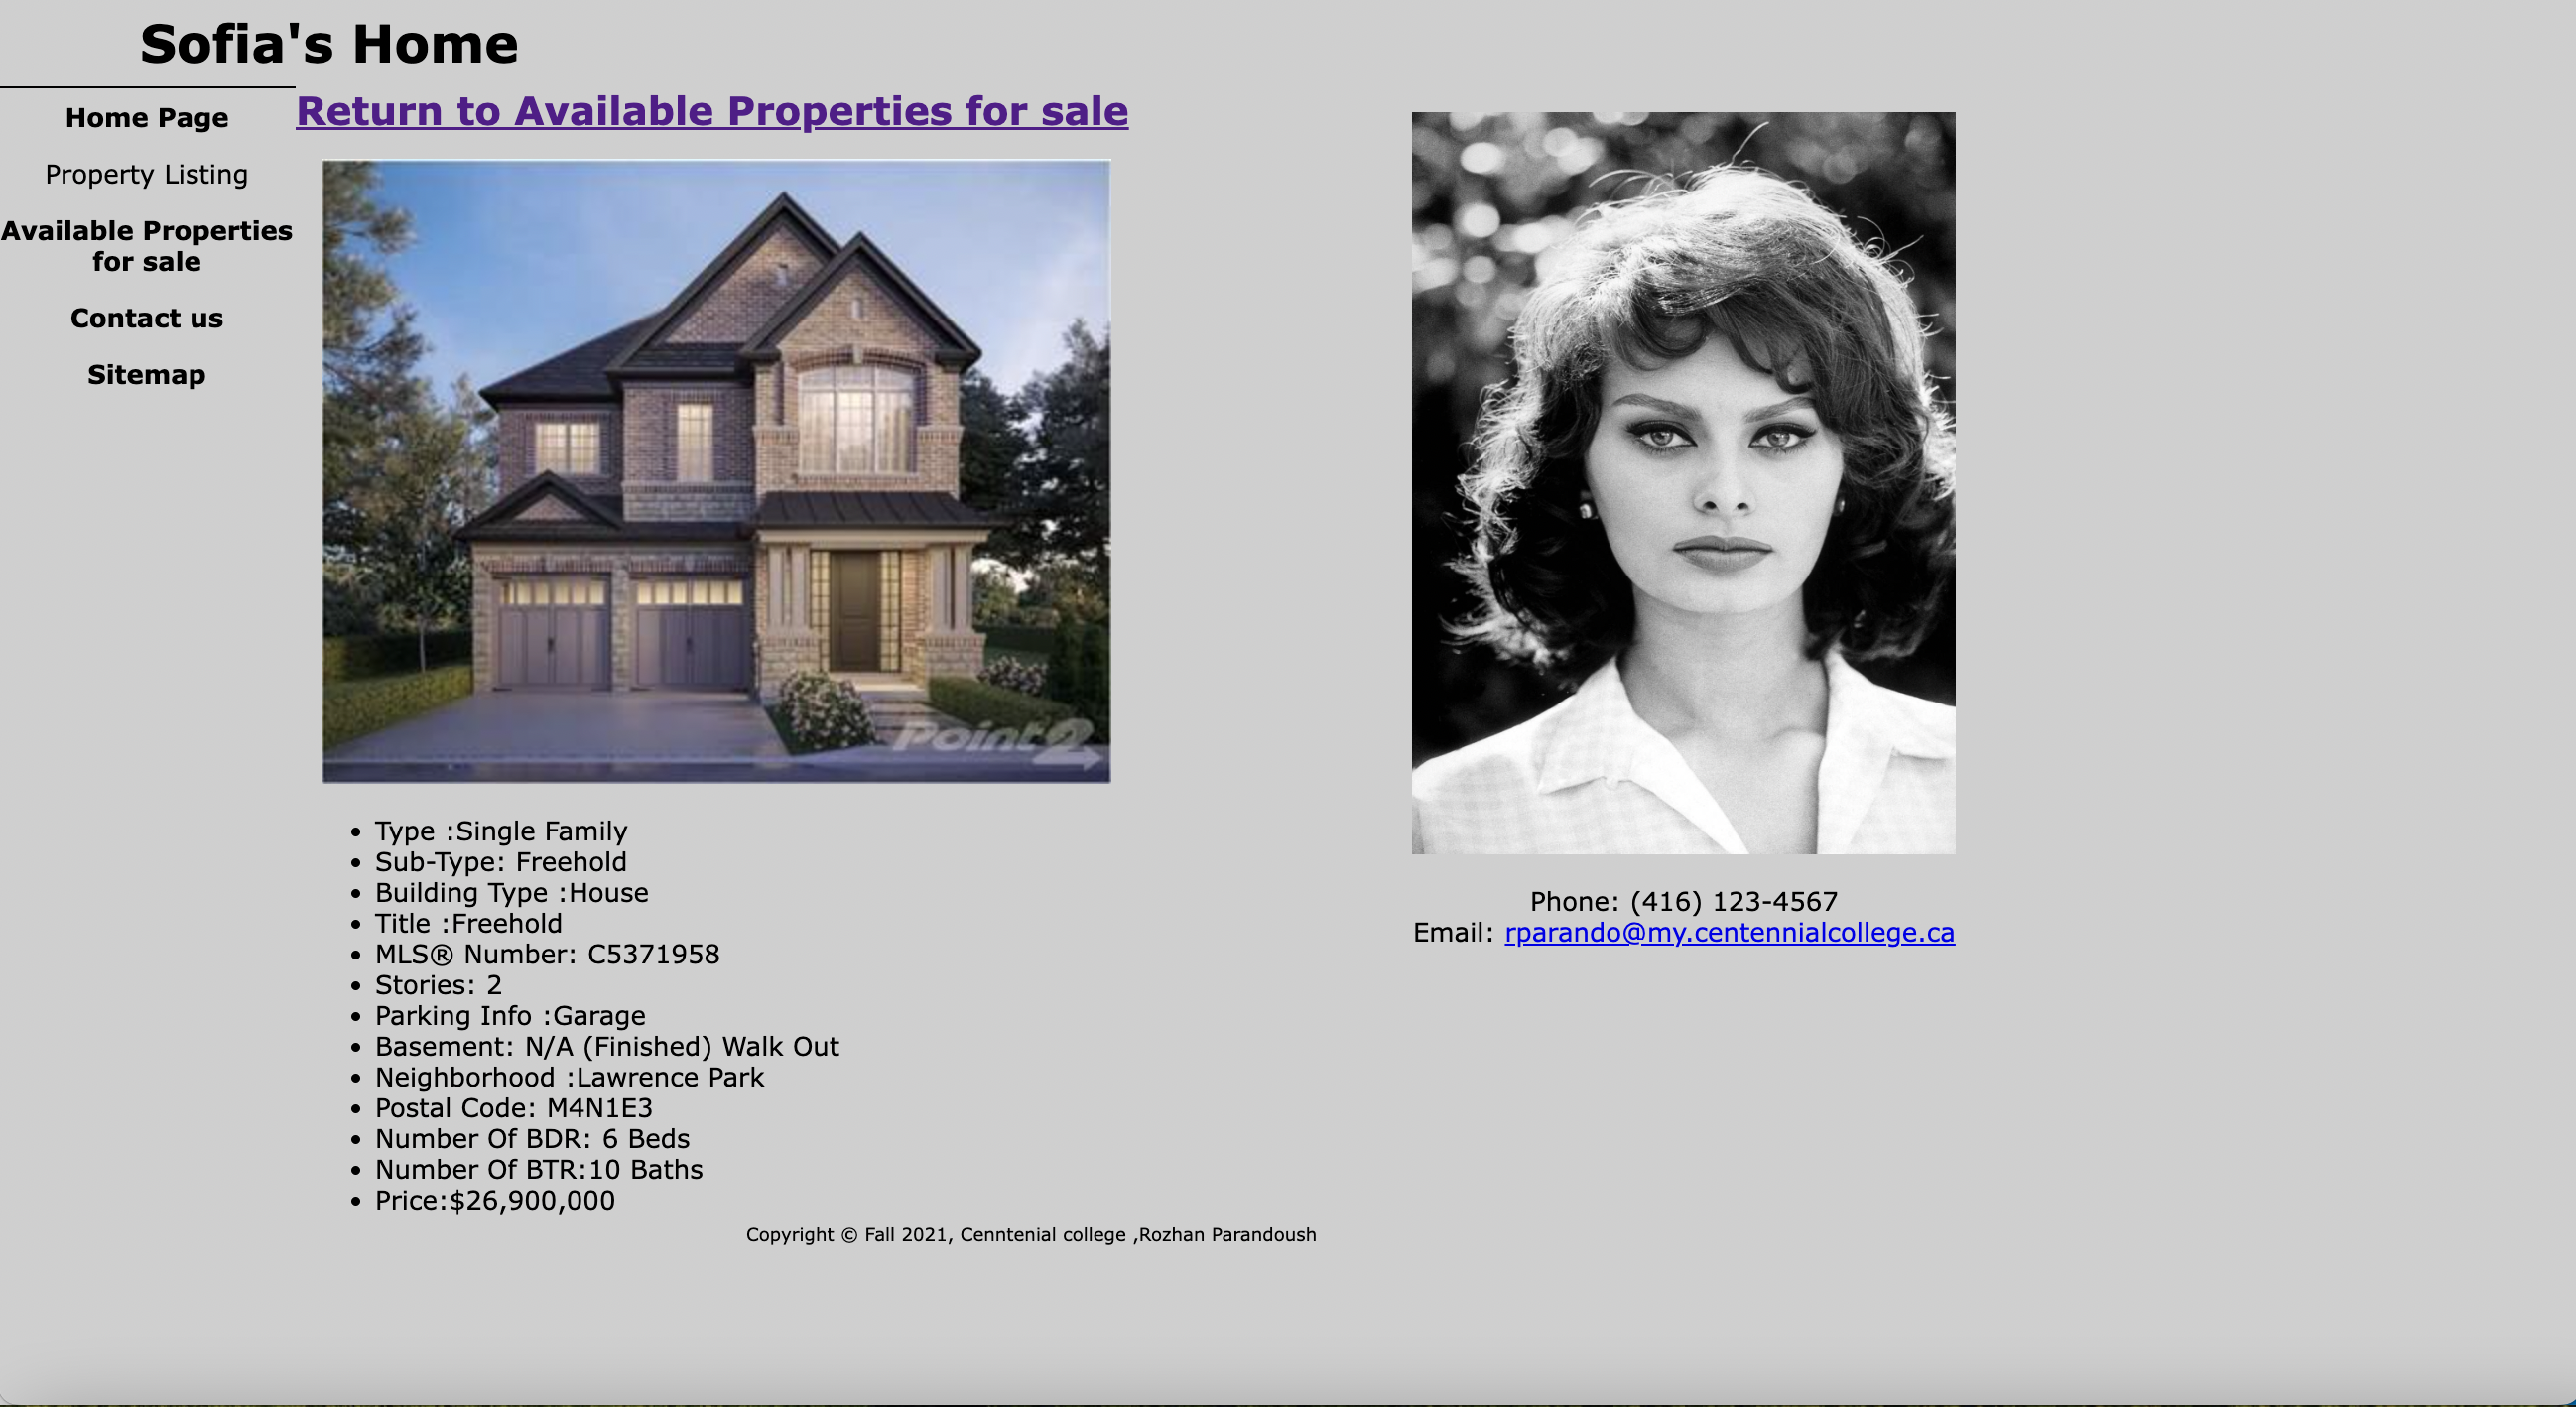 Sofia's Home
Home Page
Property Listing
Available Properties
for sale
Contact us
Sitemap
Return to Available Properties for sale
Point2
Type :Single Family
Sub-Type: Freehold
Building Type :House
Title :Freehold
MLS® Number: C5371958
Stories: 2
Parking Info :Garage
Basement: N/A (Finished) Walk Out
Neighborhood :Lawrence Park
Postal Code: M4N1E3
Number Of BDR: 6 Beds
Number Of BTR:10 Baths
Price:$26,900,000
Phone: (416) 123-4567
Email: rparando@my.centennialcollege.ca
Copyright © Fall 2021, Cenntenial college ,Rozhan Parandoush